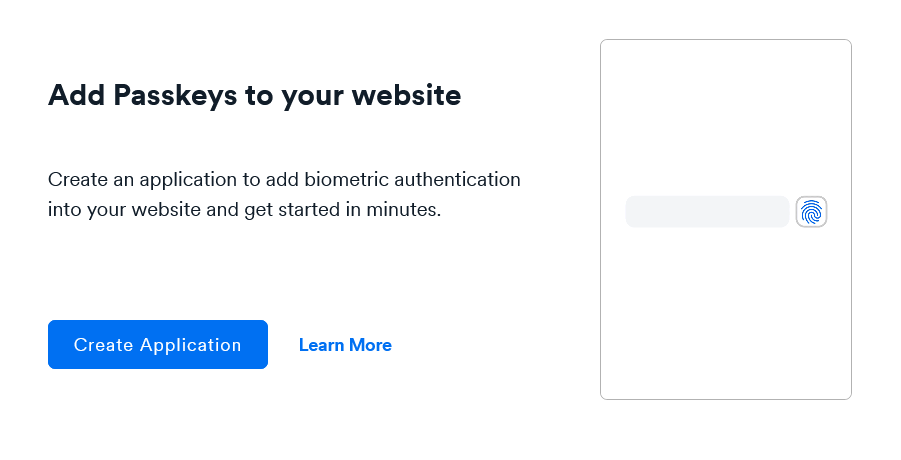 Add Passkeys to your website
Create an application to add biometric authentication
into your website and get started in minutes.
Create Application
Learn More